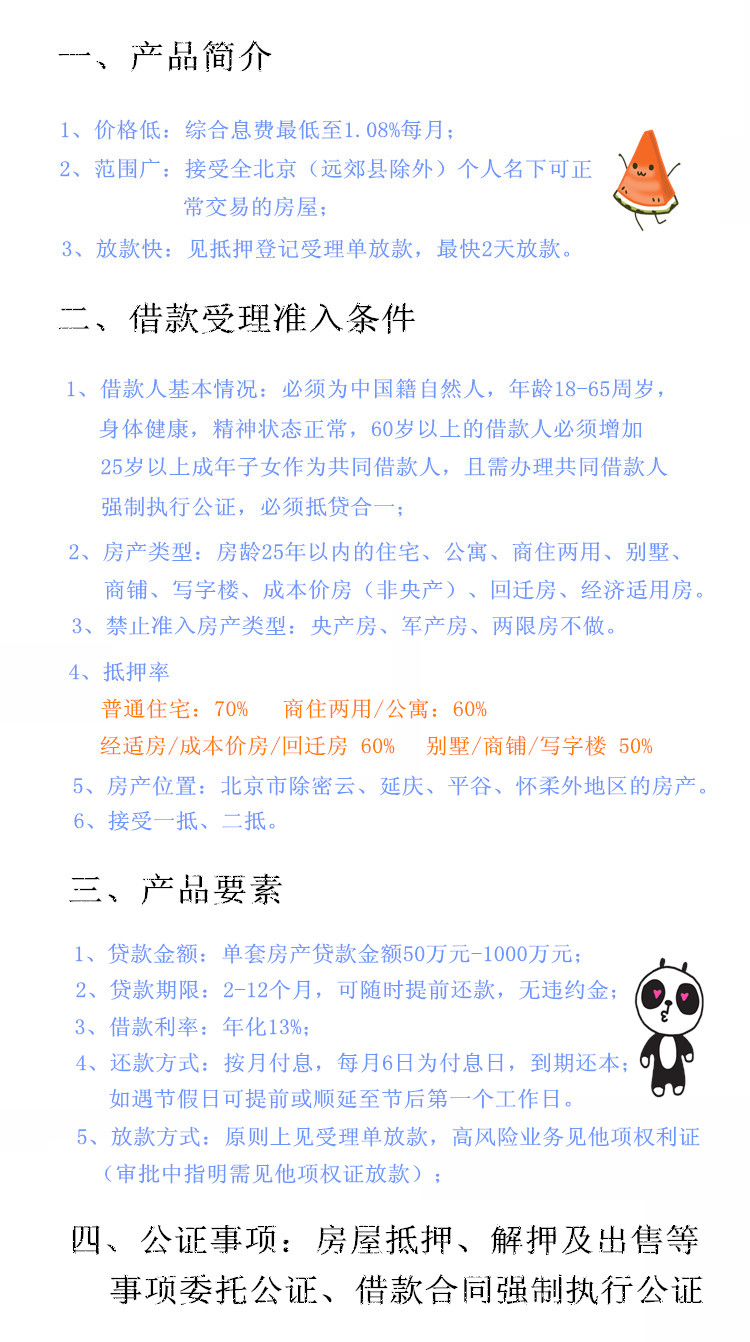 一、产品简介
1、价格低：综合息费最低至1.08%每月；
2、范围广：接受全北京（远郊县除外）个人名下可正
常交易的房屋；
3、放款快：见抵押登记受理单放款，最快2天放款。
二、借款受理准入条件
1、借款人基本情况：必须为中国籍自然人，年龄18-65周岁，
身体健康，精神状态正常，60岁以上的借款人必须增加
25岁以上成年子女作为共同借款人，且需办理共同借款人
强制执行公证，必须抵贷合一；
2、房产类型：房龄25年以内的住宅、公寓、商住两用、别墅、
商铺、写字楼、成本价房（非央产）、回迁房、经济适用房。
3、禁止准入房产类型：央产房、军产房、两限房不做。
4、抵押率
普通住宅：70% 商住两用/公寓：60%
经适房/成本价房/回迁房 60% 别墅/商铺/写字楼 50%
5、房产位置：北京市除密云、延庆、平谷、怀柔外地区的房产。
6、接受一抵、二抵。
三、产品要素
1、贷款金额：单套房产贷款金额50万元-1000万元；
2、贷款期限：2-12个月，可随时提前还款，无违约金；
3、借款利率：年化13%；
4、还款方式：按月付息，每月6日为付息日，到期还本；
如遇节假日可提前或顺延至节后第一个工作日。
5、放款方式：原则上见受理单放款，高风险业务见他项权利证
（审批中指明需见他项权证放款）；
四、公证事项：房屋抵押、解押及出售等
事项委托公证、借款合同强制执行公证